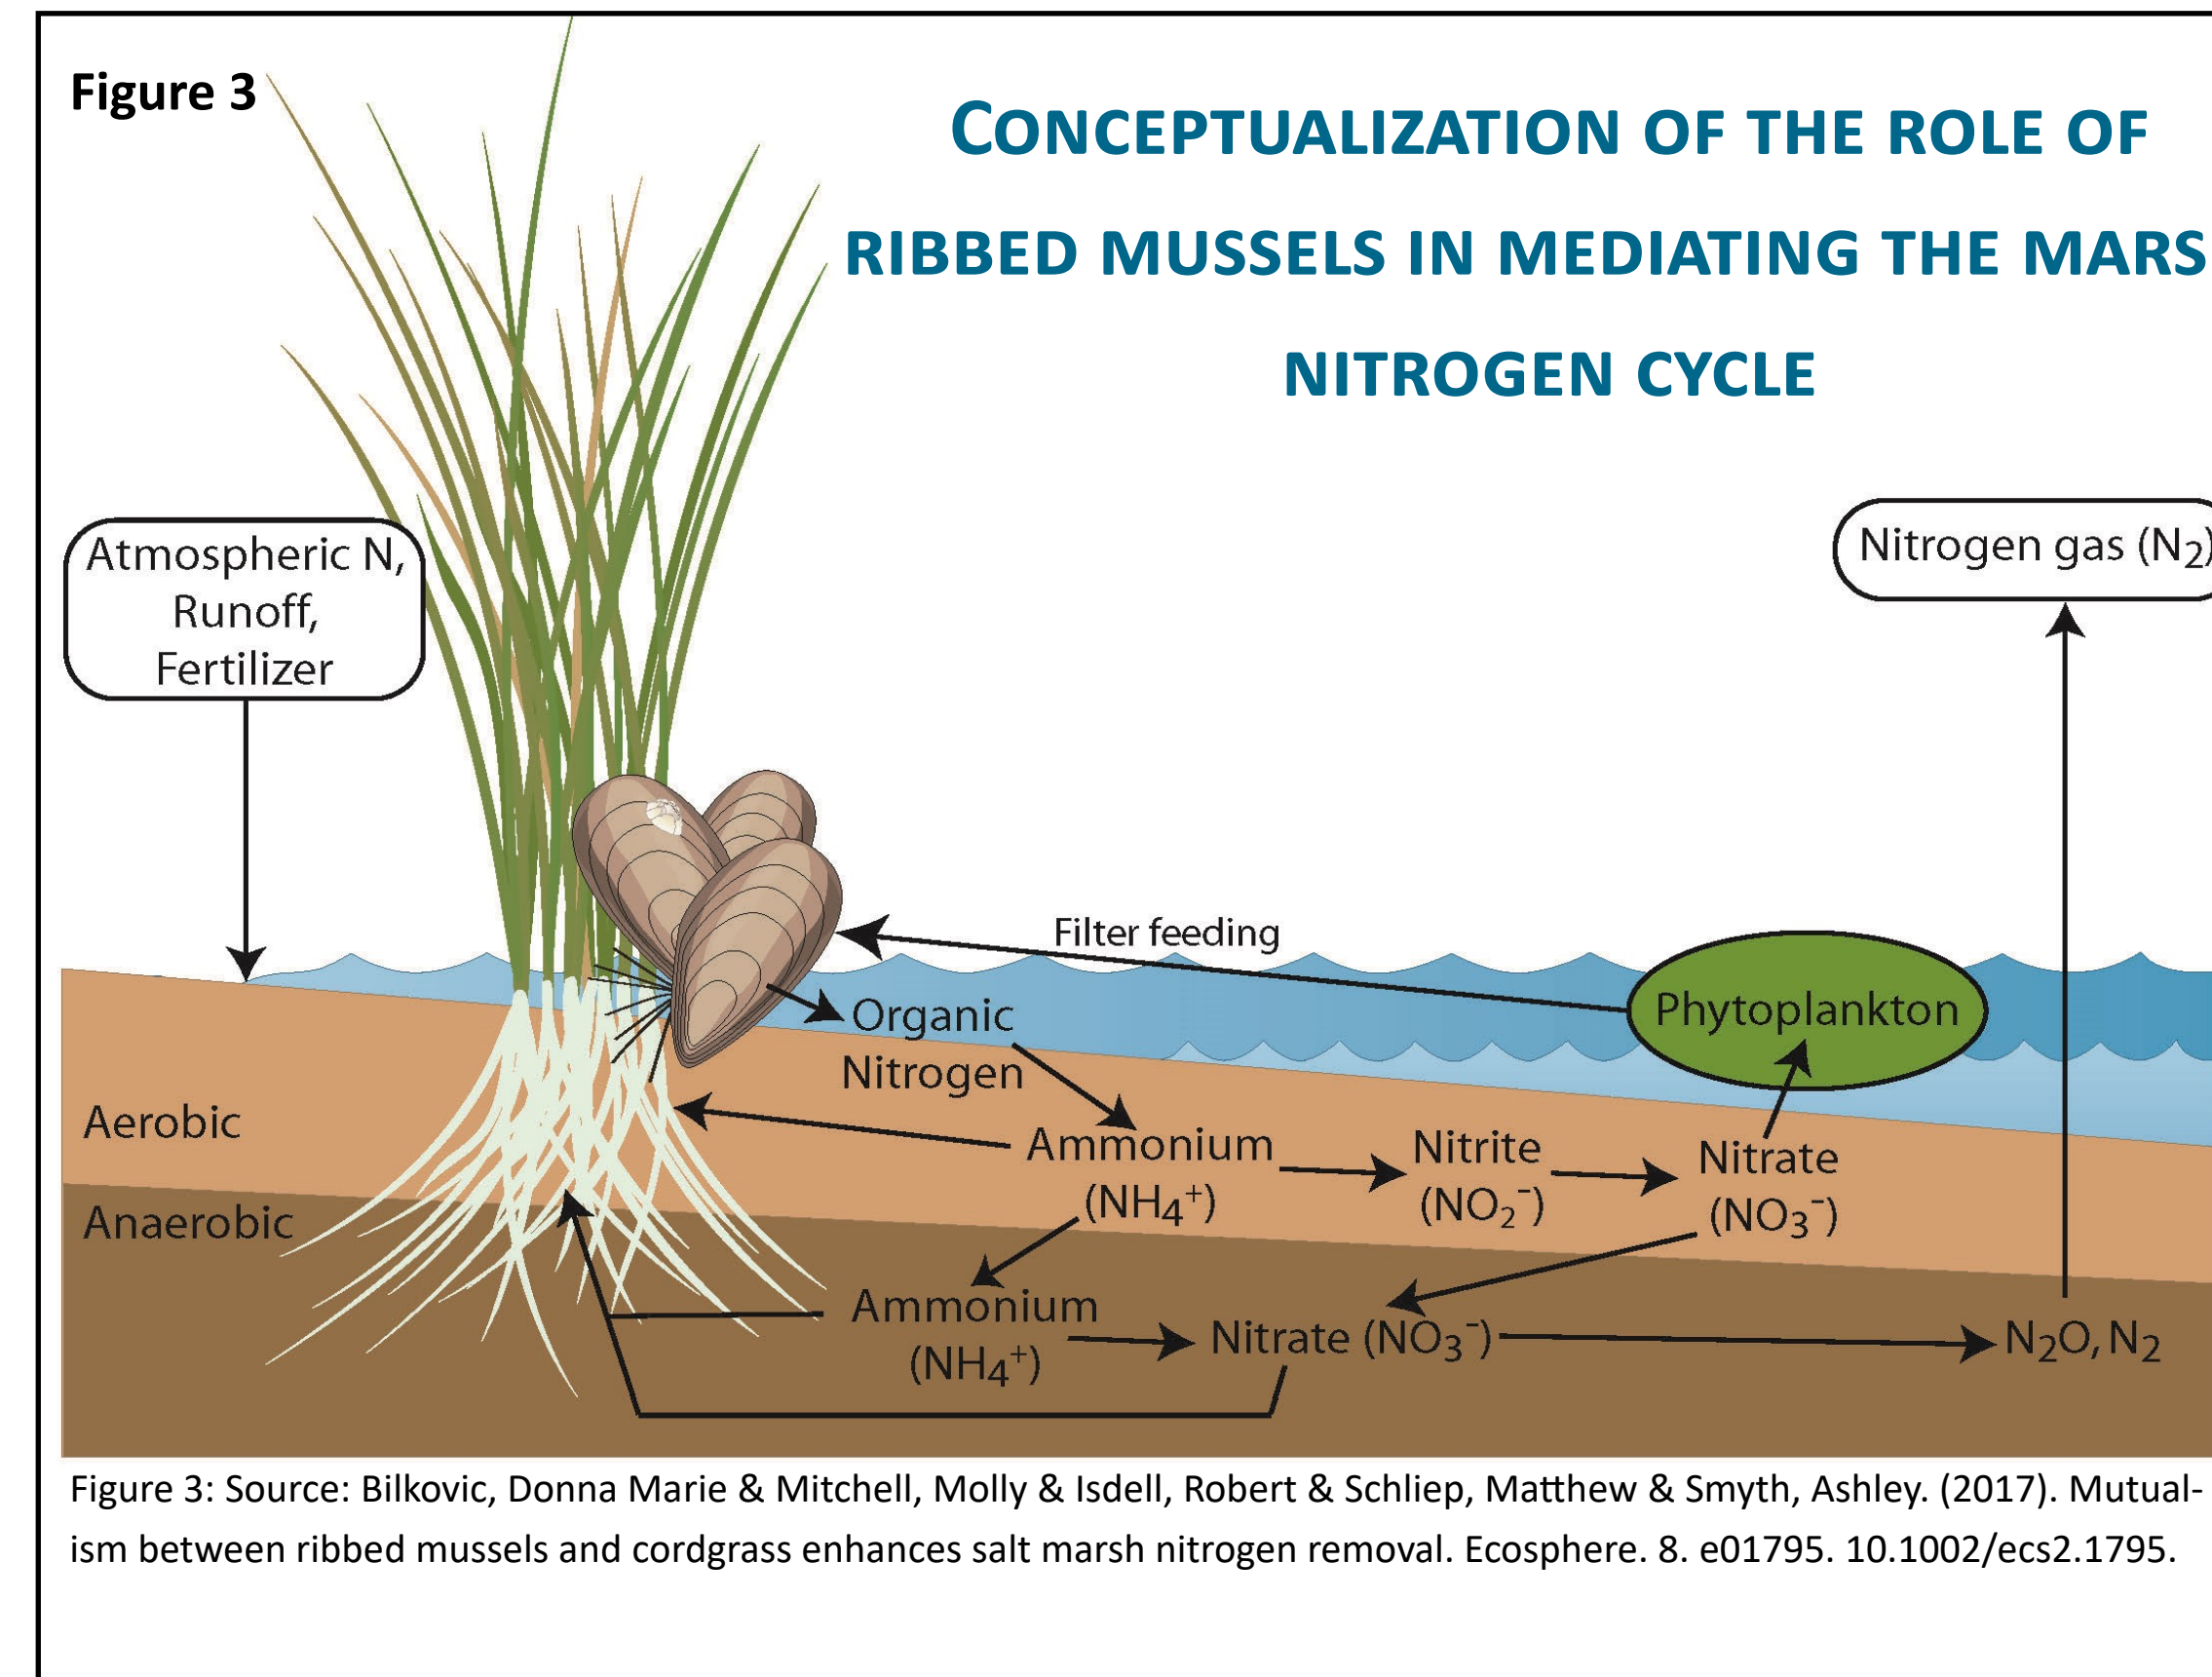 Figure 3
CONCEPTUALIZATION OF THE ROLE OF
RIBBED MUSSELS IN MEDIATING THE MARS
NITROGEN CYCLE
Atmospheric N,
Runoff,
Fertilizer
Nitrogen gas (N₂)
Filter feeding
Phytoplankton
Organic
Nitrogen
Aerobic
Ammonium
(NH₄⁺)
Nitrite
(NO₂⁻)
Nitrate
(NO₃⁻)
Anaerobic
Ammonium
(NH₄⁺)
Nitrate (NO₃⁻)
N₂O, N₂
Figure 3: Source: Bilkovic, Donna Marie & Mitchell, Molly & Isdell, Robert & Schliep, Matthew & Smyth, Ashley. (2017). Mutual-
ism between ribbed mussels and cordgrass enhances salt marsh nitrogen removal. Ecosphere. 8. e01795. 10.1002/ecs2.1795.